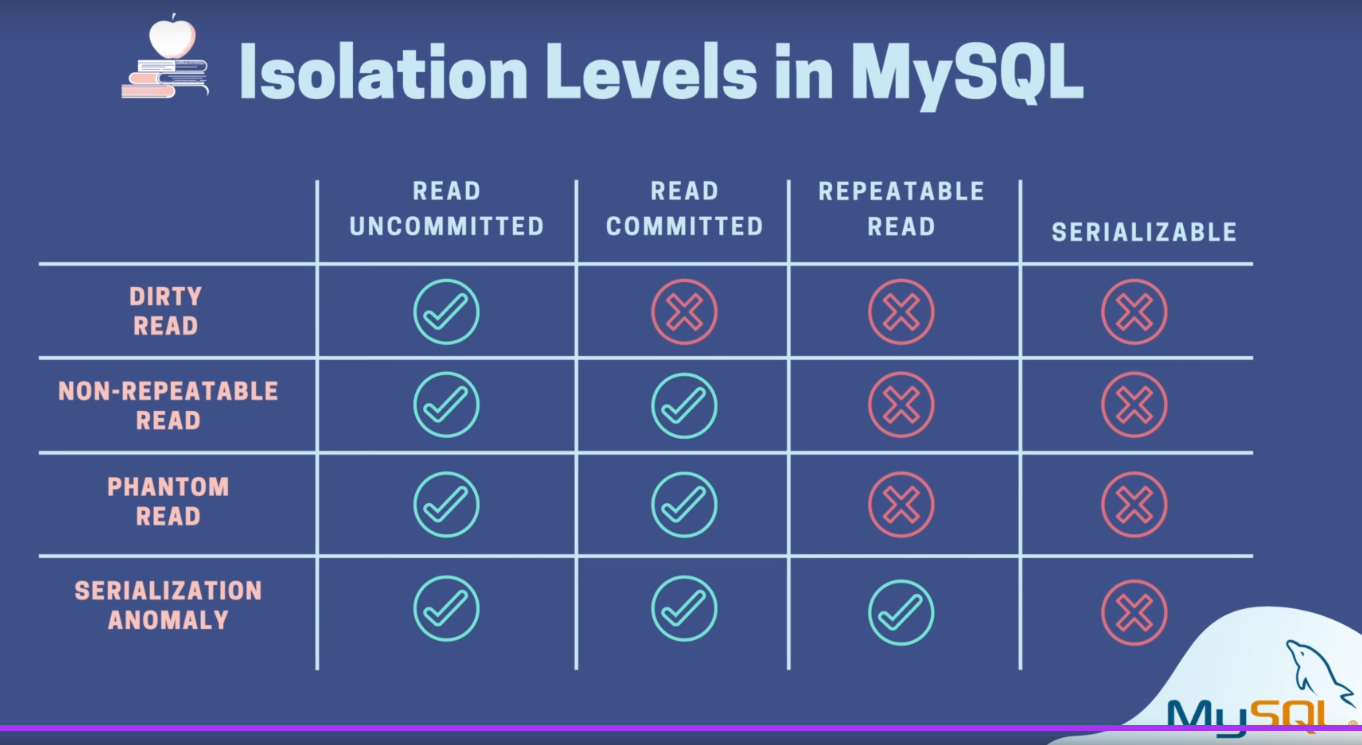 Isolation Levels in MySQL
READ
UNCOMMITTED
READ
COMMITTED
REPEATABLE
READ
SERIALIZABLE
DIRTY
READ
NON-REPEATABLE
READ
PHANTOM
READ
SERIALIZATION
ANOMALY
MySQL®